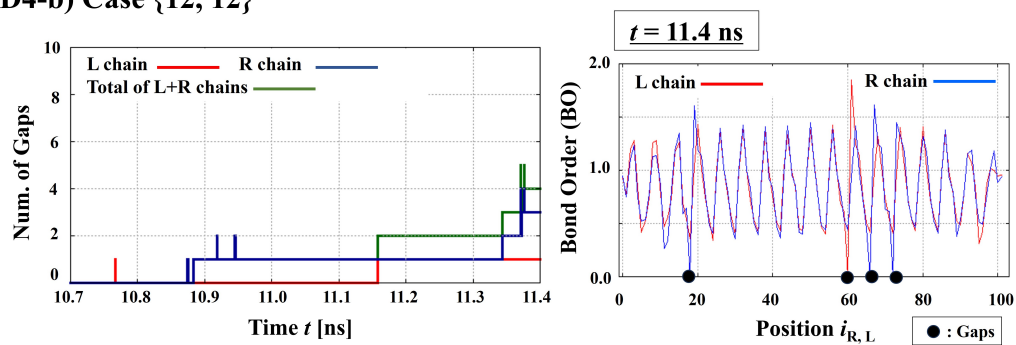 D4-b) Case {12, 12}
t = 11.4 ns
10
8
6
4
2
0
Num. of Gaps
L chain
R chain
Total of L+R chains
10.7
10.8
10.9
11.0
11.1
11.2
11.3
11.4
Time t [ns]
2.0
1.0
0.0
Bond Order (BO)
L chain
R chain
0
20
40
60
80
100
Position iR, L
: Gaps